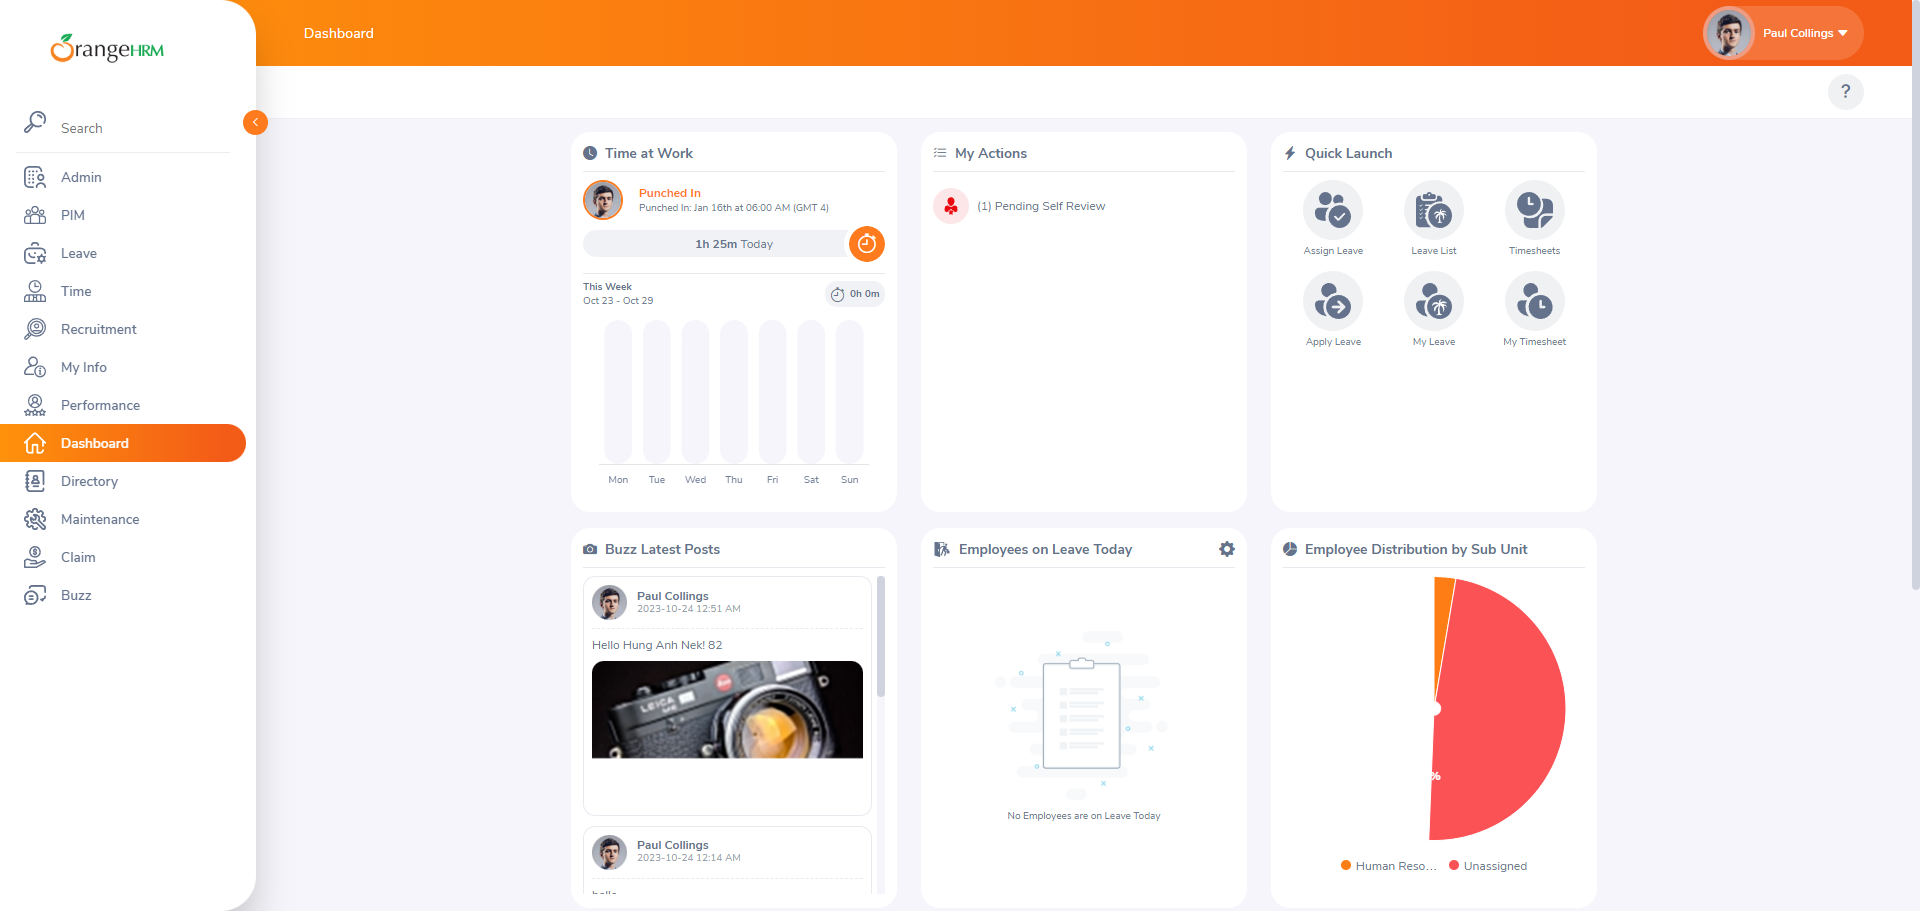 OrangeHRM
Dashboard
Paul Collings
?
Search
Admin
PIM
Leave
Time
Recruitment
My Info
Performance
Dashboard
Directory
Maintenance
Claim
Buzz
Time at Work
Punched In
Punched In: Jan 16th at 06:00 AM (GMT 4)
1h 25m Today
This Week
Oct 23 - Oct 29
0h 0m
Mon Tue Wed Thu Fri Sat Sun
My Actions
(1) Pending Self Review
Quick Launch
Assign Leave
Leave List
Timesheets
Apply Leave
My Leave
My Timesheet
Buzz Latest Posts
Paul Collings
2023-10-24 12:51 AM
Hello Hung Anh Nek! 82
LEICA
Paul Collings
2023-10-24 12:14 AM
Employees on Leave Today
No Employees are on Leave Today
Employee Distribution by Sub Unit
%
Human Reso...
Unassigned